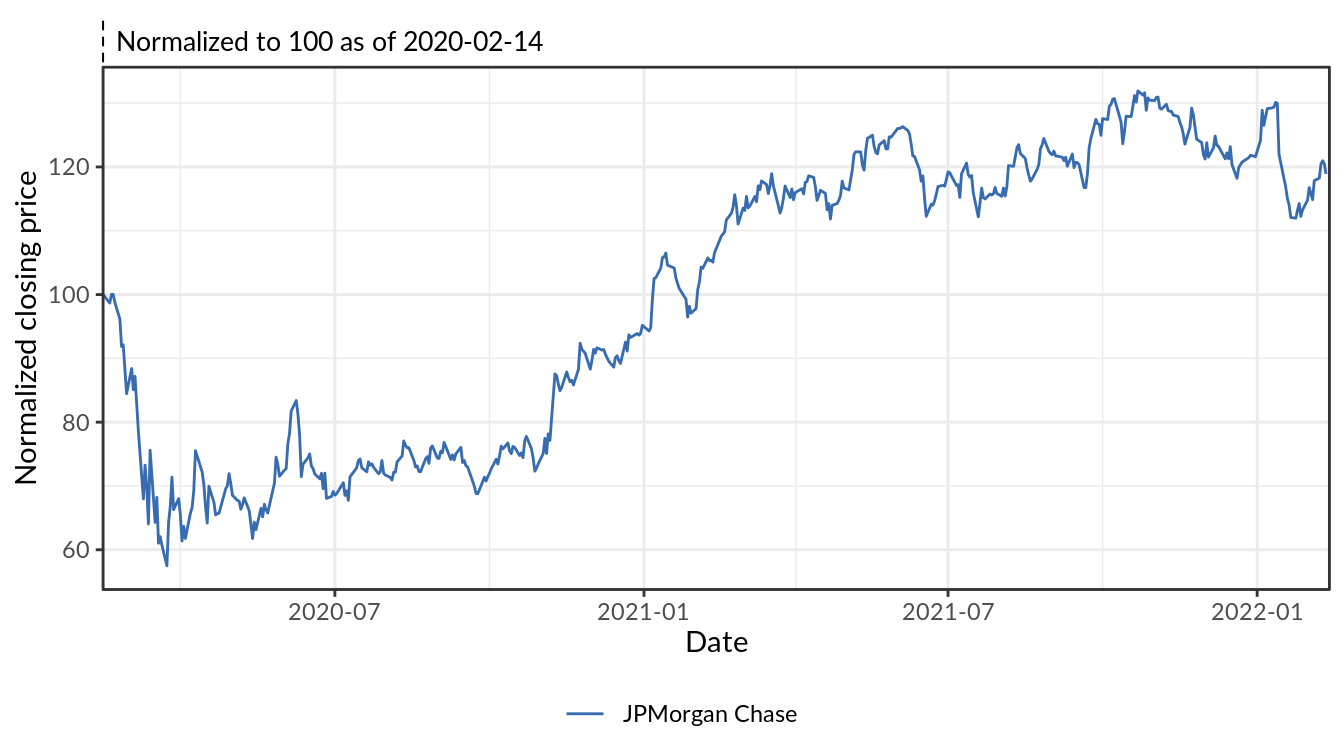 Normalized to 100 as of 2020-02-14
Normalized closing price
120
100
80
60
2020-07
2021-01
2021-07
2022-01
Date
JPMorgan Chase